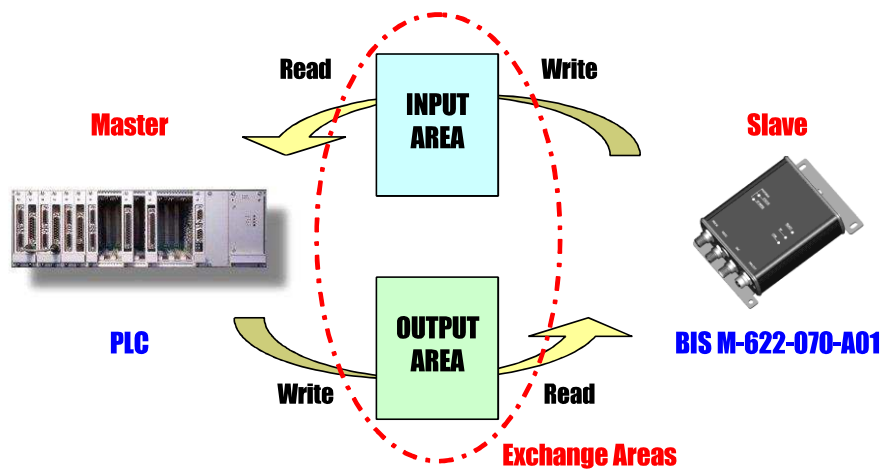 Read
INPUT
AREA
Write
Master
Slave
PLC
OUTPUT
AREA
BIS M-622-070-A01
Write
Read
Exchange Areas